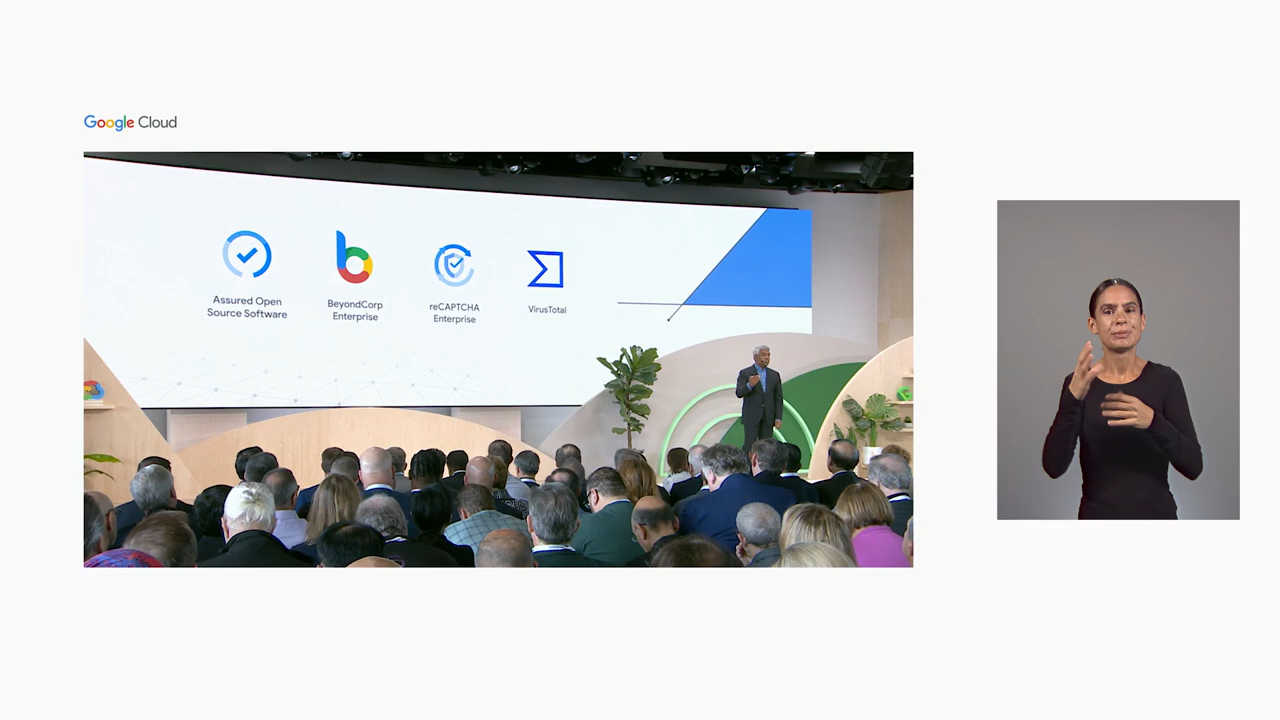 Google Cloud
Assured Open
Source Software
BeyondCorp
Enterprise
reCAPTCHA
Enterprise
VirusTotal